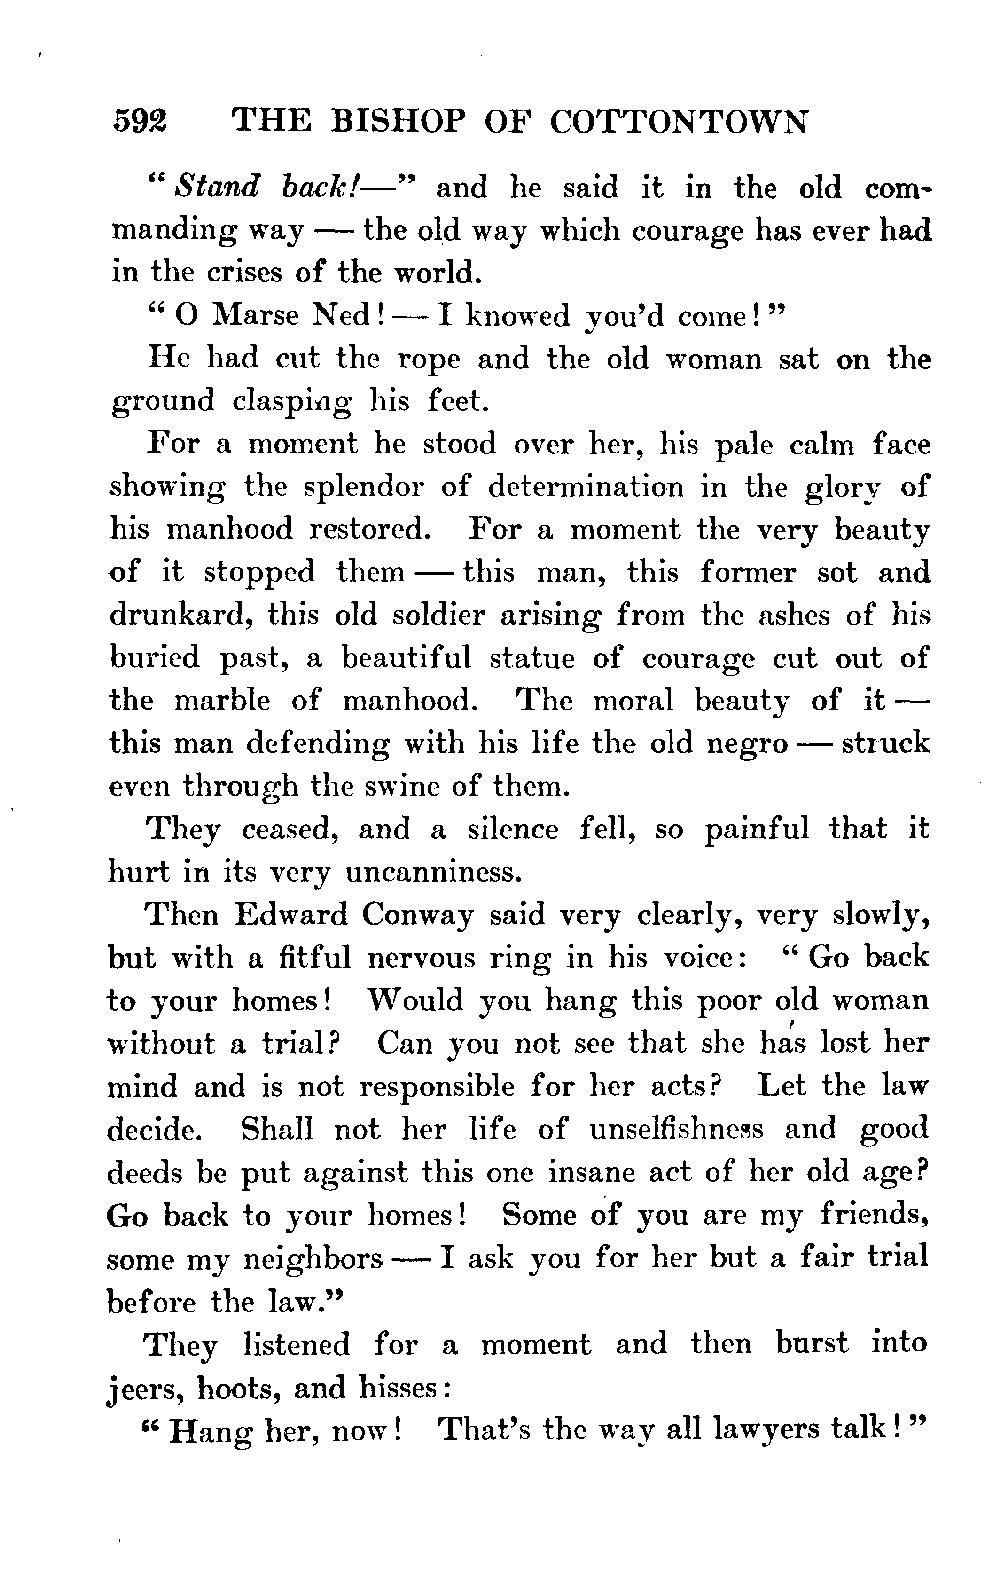 592 THE BISHOP OF COTTONTOWN
“ Stand back!—” and he said it in the old com-
manding way — the old way which courage has ever had
in the crises of the world.
“ O Marse Ned! — I knowed you’d come! ”
He had cut the rope and the old woman sat on the
ground clasping his feet.
For a moment he stood over her, his pale calm face
showing the splendor of determination in the glory of
his manhood restored. For a moment the very beauty
of it stopped them — this man, this former sot and
drunkard, this old soldier arising from the ashes of his
buried past, a beautiful statue of courage cut out of
the marble of manhood. The moral beauty of it —
this man defending with his life the old negro — struck
even through the swine of them.
They ceased, and a silence fell, so painful that it
hurt in its very uncanniness.
Then Edward Conway said very clearly, very slowly,
but with a fitful nervous ring in his voice: “ Go back
to your homes! Would you hang this poor old woman
without a trial? Can you not see that she has lost her
mind and is not responsible for her acts? Let the law
decide. Shall not her life of unselfishness and good
deeds be put against this one insane act of her old age?
Go back to your homes! Some of you are my friends,
some my neighbors — I ask you for her but a fair trial
before the law.”
They listened for a moment and then burst into
jeers, hoots, and hisses:
“ Hang her, now! That’s the way all lawyers talk! ”